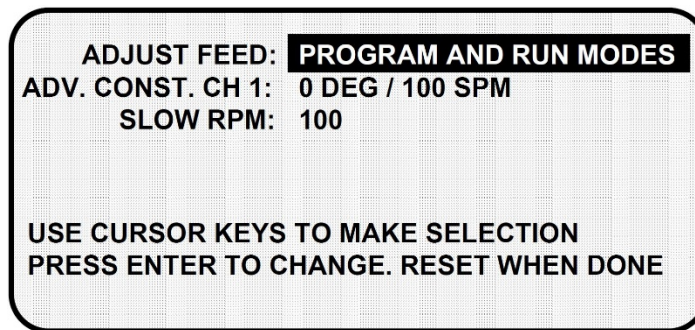 ADJUST FEED: PROGRAM AND RUN MODES
ADV. CONST. CH 1: 0 DEG / 100 SPM
SLOW RPM: 100
USE CURSOR KEYS TO MAKE SELECTION
PRESS ENTER TO CHANGE. RESET WHEN DONE